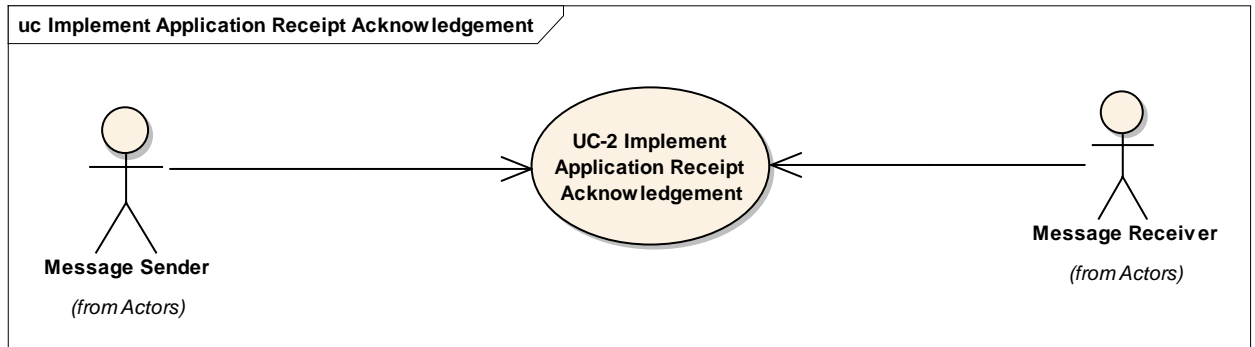 uc Implement Application Receipt Acknowledgement
UC-2 Implement
Application Receipt
Acknowledgement
Message Sender
(from Actors)
Message Receiver
(from Actors)